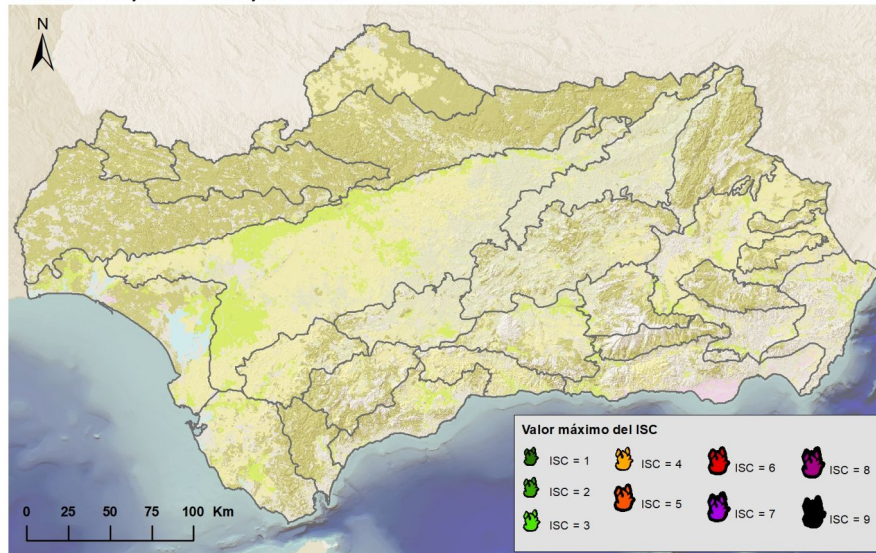 N
0 25 50 75 100 Km
Valor máximo del ISC
ISC = 1
ISC = 2
ISC = 3
ISC = 4
ISC = 5
ISC = 6
ISC = 7
ISC = 8
ISC = 9